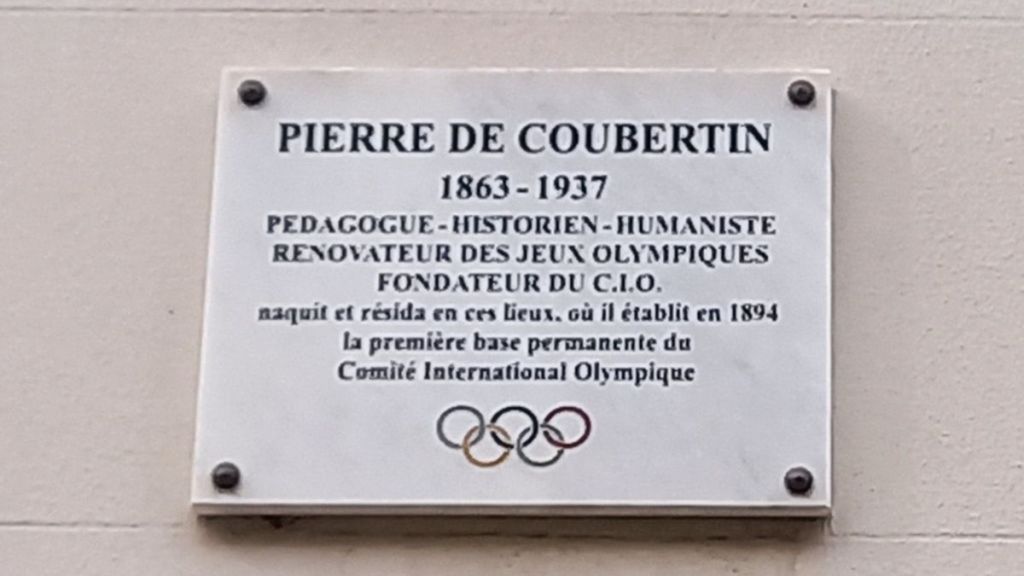 PIERRE DE COUBERTIN
1863 - 1937
PEDAGOGUE - HISTORIEN - HUMANISTE
RENOVATEUR DES JEUX OLYMPIQUES
FONDATEUR DU C.I.O.
naquit et résida en ces lieux, où il établit en 1894
la première base permanente du
Comité International Olympique